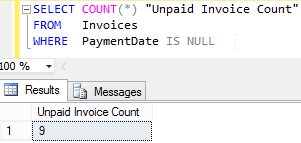 SELECT COUNT(*) "Unpaid Invoice Count"
FROM Invoices
WHERE PaymentDate IS NULL
100 %
Results Messages
Unpaid Invoice Count
1 9